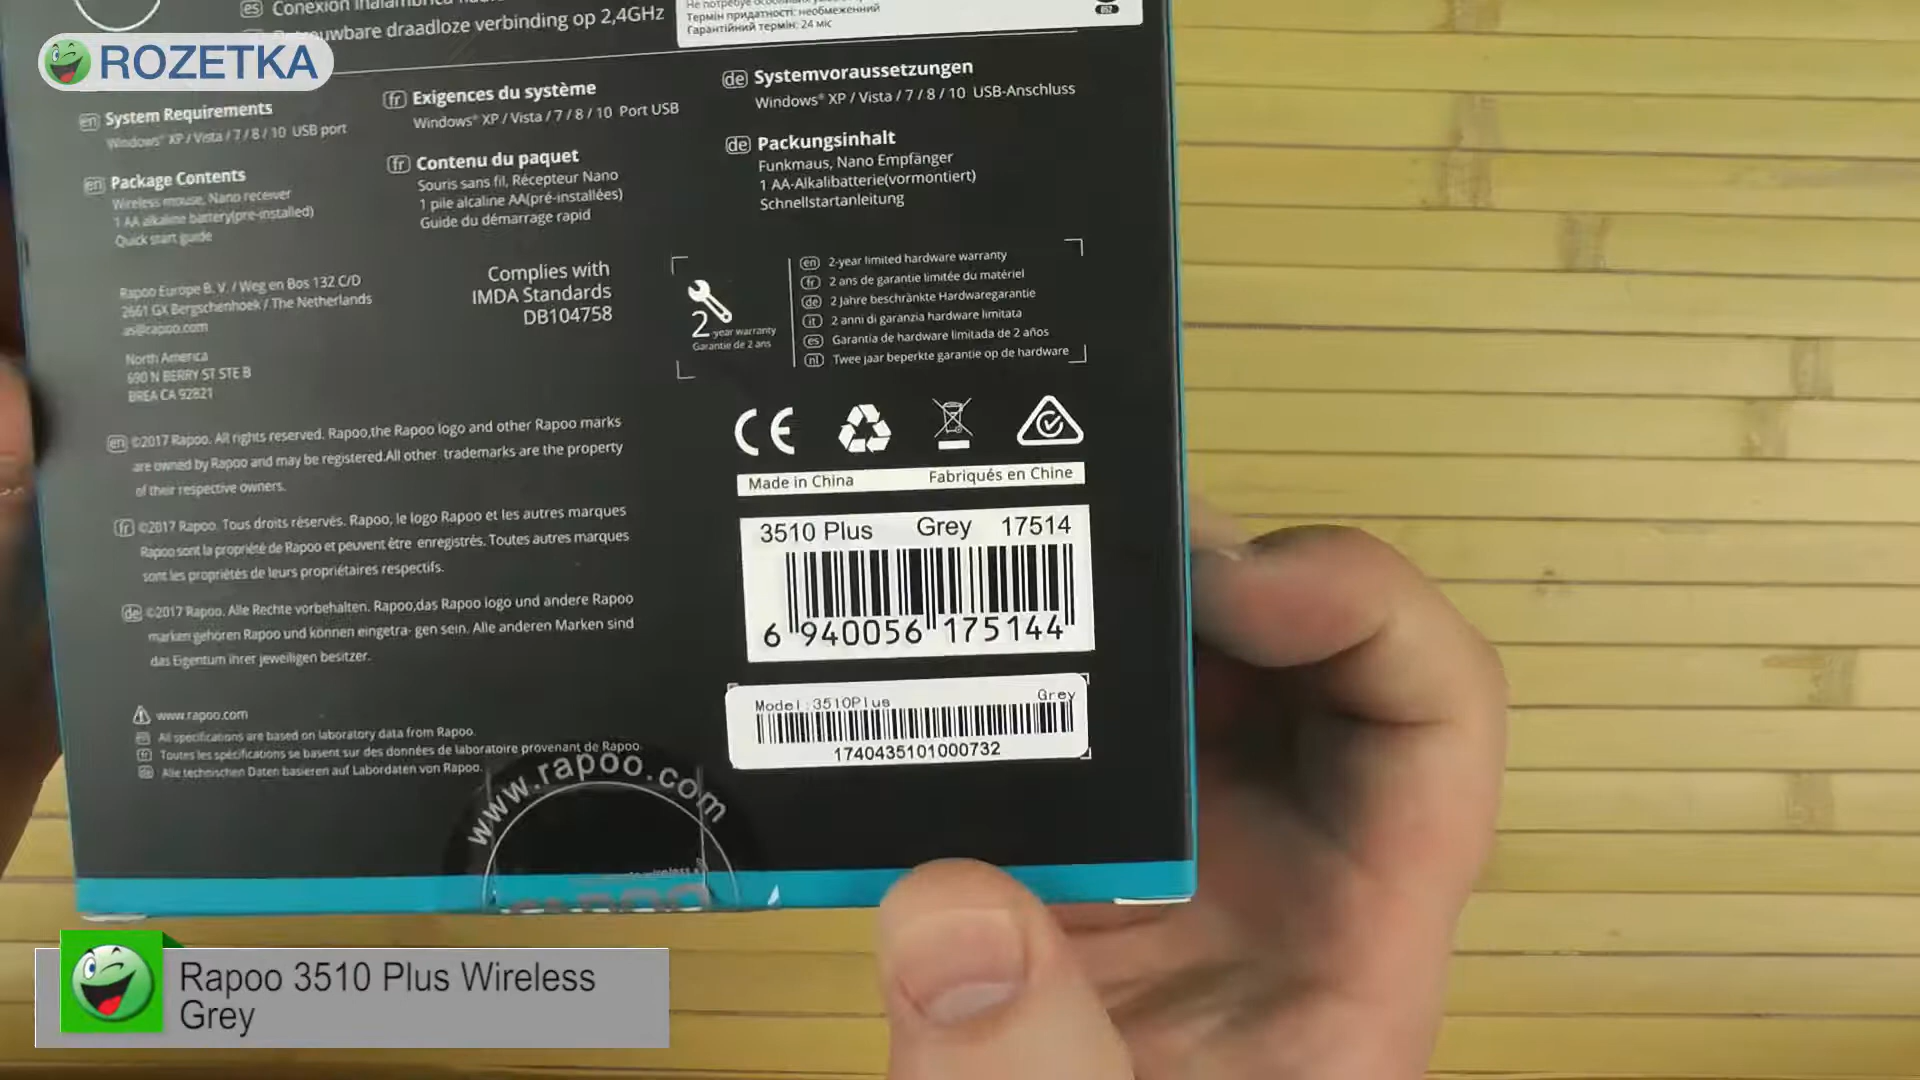 es Conexión inalámbrica
draadloze verbinding op 2,4GHz
Не потребує
Термін придатності: необмежений
Гарантійний термін: 24 міс
ROZETKA
en System Requirements
Windows® XP / Vista / 7 / 8 / 10 USB port
en Package Contents
Wireless mouse, Nano receiver
1 AA alkaline battery(pre-installed)
Quick start guide
fr Exigences du système
Windows® XP / Vista / 7 / 8 / 10 Port USB
fr Contenu du paquet
Souris sans fil, Récepteur Nano
1 pile alcaline AA(pré-installées)
Guide du démarrage rapid
de Systemvoraussetzungen
Windows® XP / Vista / 7 / 8 / 10 USB-Anschluss
de Packungsinhalt
Funkmaus, Nano Empfänger
1 AA-Alkalibatterie(vormontiert)
Schnellstartanleitung
Rapoo Europe B. V. / Weg en Bos 132 C/D
2661 GX Bergschenhoek / The Netherlands
as@rapoo.com
North America
690 N BERRY ST STE B
BREA CA 92821
Complies with
IMDA Standards
DB104758
2 year warranty
Garantie de 2 ans
en 2-year limited hardware warranty
fr 2 ans de garantie limitée du matériel
de 2 Jahre beschränkte Hardwaregarantie
it 2 anni di garanzia hardware limitata
es Garantía de hardware limitada de 2 años
nl Twee jaar beperkte garantie op de hardware
en ©2017 Rapoo. All rights reserved. Rapoo,the Rapoo logo and other Rapoo marks
are owned by Rapoo and may be registered.All other trademarks are the property
of their respective owners.
fr ©2017 Rapoo. Tous droits réservés. Rapoo, le logo Rapoo et les autres marques
Rapoo sont la propriété de Rapoo et peuvent être enregistrés. Toutes autres marques
sont les propriétés de leurs propriétaires respectifs.
de ©2017 Rapoo. Alle Rechte vorbehalten. Rapoo,das Rapoo logo und andere Rapoo
marken gehören Rapoo und können eingetra- gen sein. Alle anderen Marken sind
das Eigentum ihrer jeweiligen besitzer.
CE
Made in China Fabriqués en Chine
3510 Plus Grey 17514
6 940056 175144
Model:3510Plus Grey
1740435101000732
www.rapoo.com
en All specifications are based on laboratory data from Rapoo.
fr Toutes les spécifications se basent sur des données de laboratoire provenant de Rapoo.
de Alle technischen Daten basieren auf Labordaten von Rapoo.
www.rapoo.com
Rapoo 3510 Plus Wireless
Grey